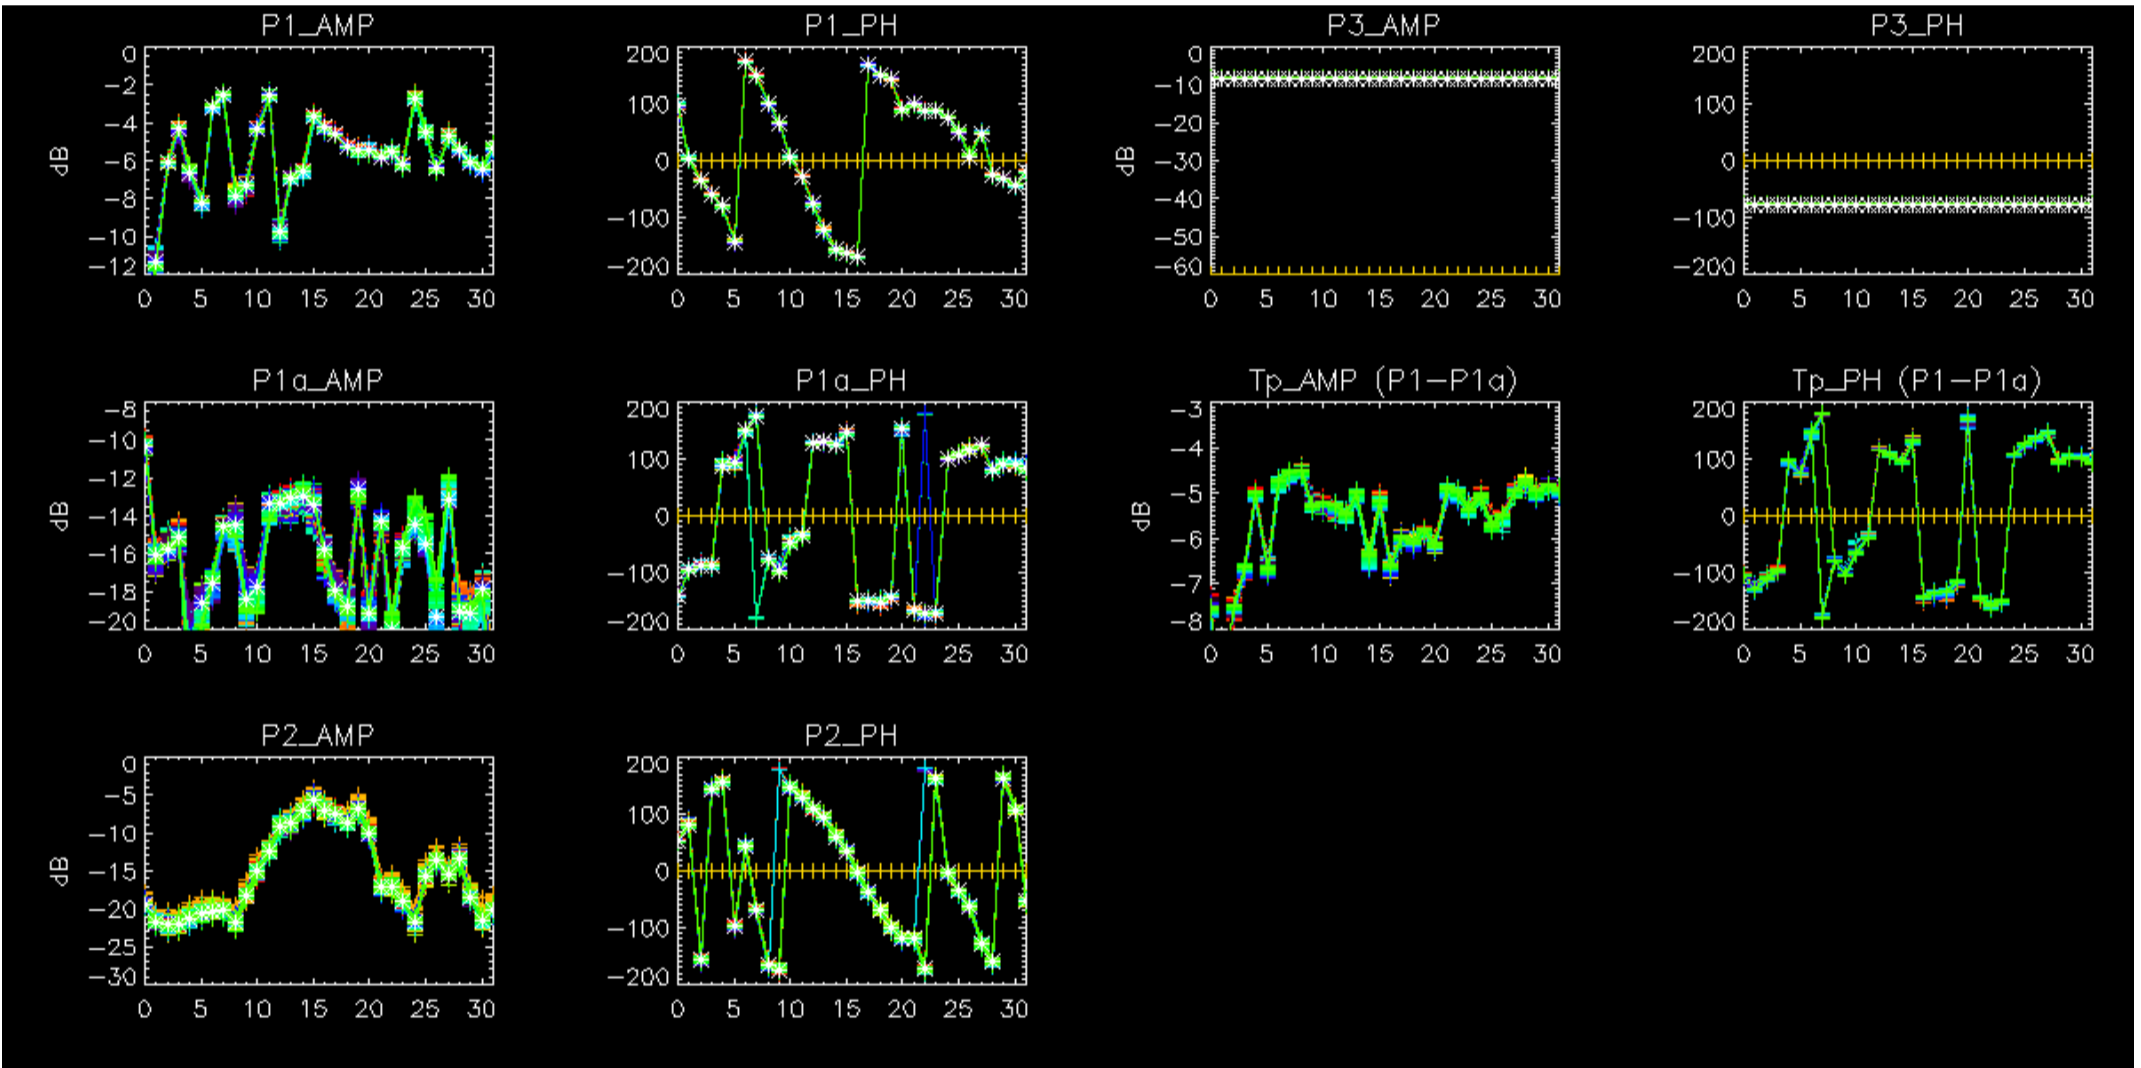 P1_AMP
P1_PH
P3_AMP
P3_PH
dB
0
−2
−4
−6
−8
−10
−12
0 5 10 15 20 25 30
200
100
0
−100
−200
0 5 10 15 20 25 30
dB
0
−10
−20
−30
−40
−50
−60
0 5 10 15 20 25 30
200
100
0
−100
−200
0 5 10 15 20 25 30
P1a_AMP
P1a_PH
Tp_AMP (P1−P1a)
Tp_PH (P1−P1a)
dB
−8
−10
−12
−14
−16
−18
−20
0 5 10 15 20 25 30
200
100
0
−100
−200
0 5 10 15 20 25 30
dB
−3
−4
−5
−6
−7
−8
0 5 10 15 20 25 30
200
100
0
−100
−200
0 5 10 15 20 25 30
P2_AMP
P2_PH
dB
0
−5
−10
−15
−20
−25
−30
0 5 10 15 20 25 30
200
100
0
−100
−200
0 5 10 15 20 25 30